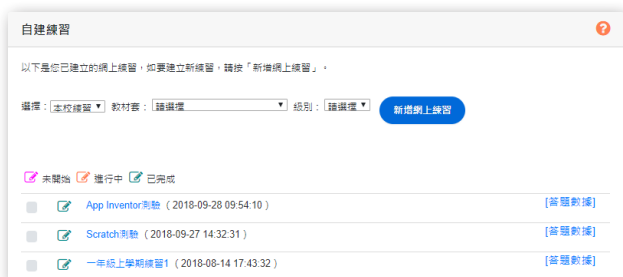 自建練習
以下是您已建立的網上練習,如要建立新練習,請按「新增網上練習」。
選擇: 本校練習 教材套: 請選擇 級別: 請選擇 新增網上練習
未開始 進行中 已完成
App Inventor測驗 (2018-09-28 09:54:10) [答題數據]
Scratch測驗 (2018-09-27 14:32:31) [答題數據]
一年級上學期練習1 (2018-08-14 17:43:32) [答題數據]